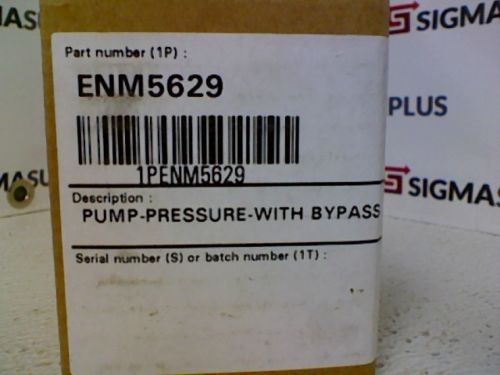 Part number (1P) :
ENM5629
1PENM5629
Description :
PUMP-PRESSURE-WITH BYPASS
Serial number (S) or batch number (1T) :
SIGMAS
PLUS
SIGMAS
MASU